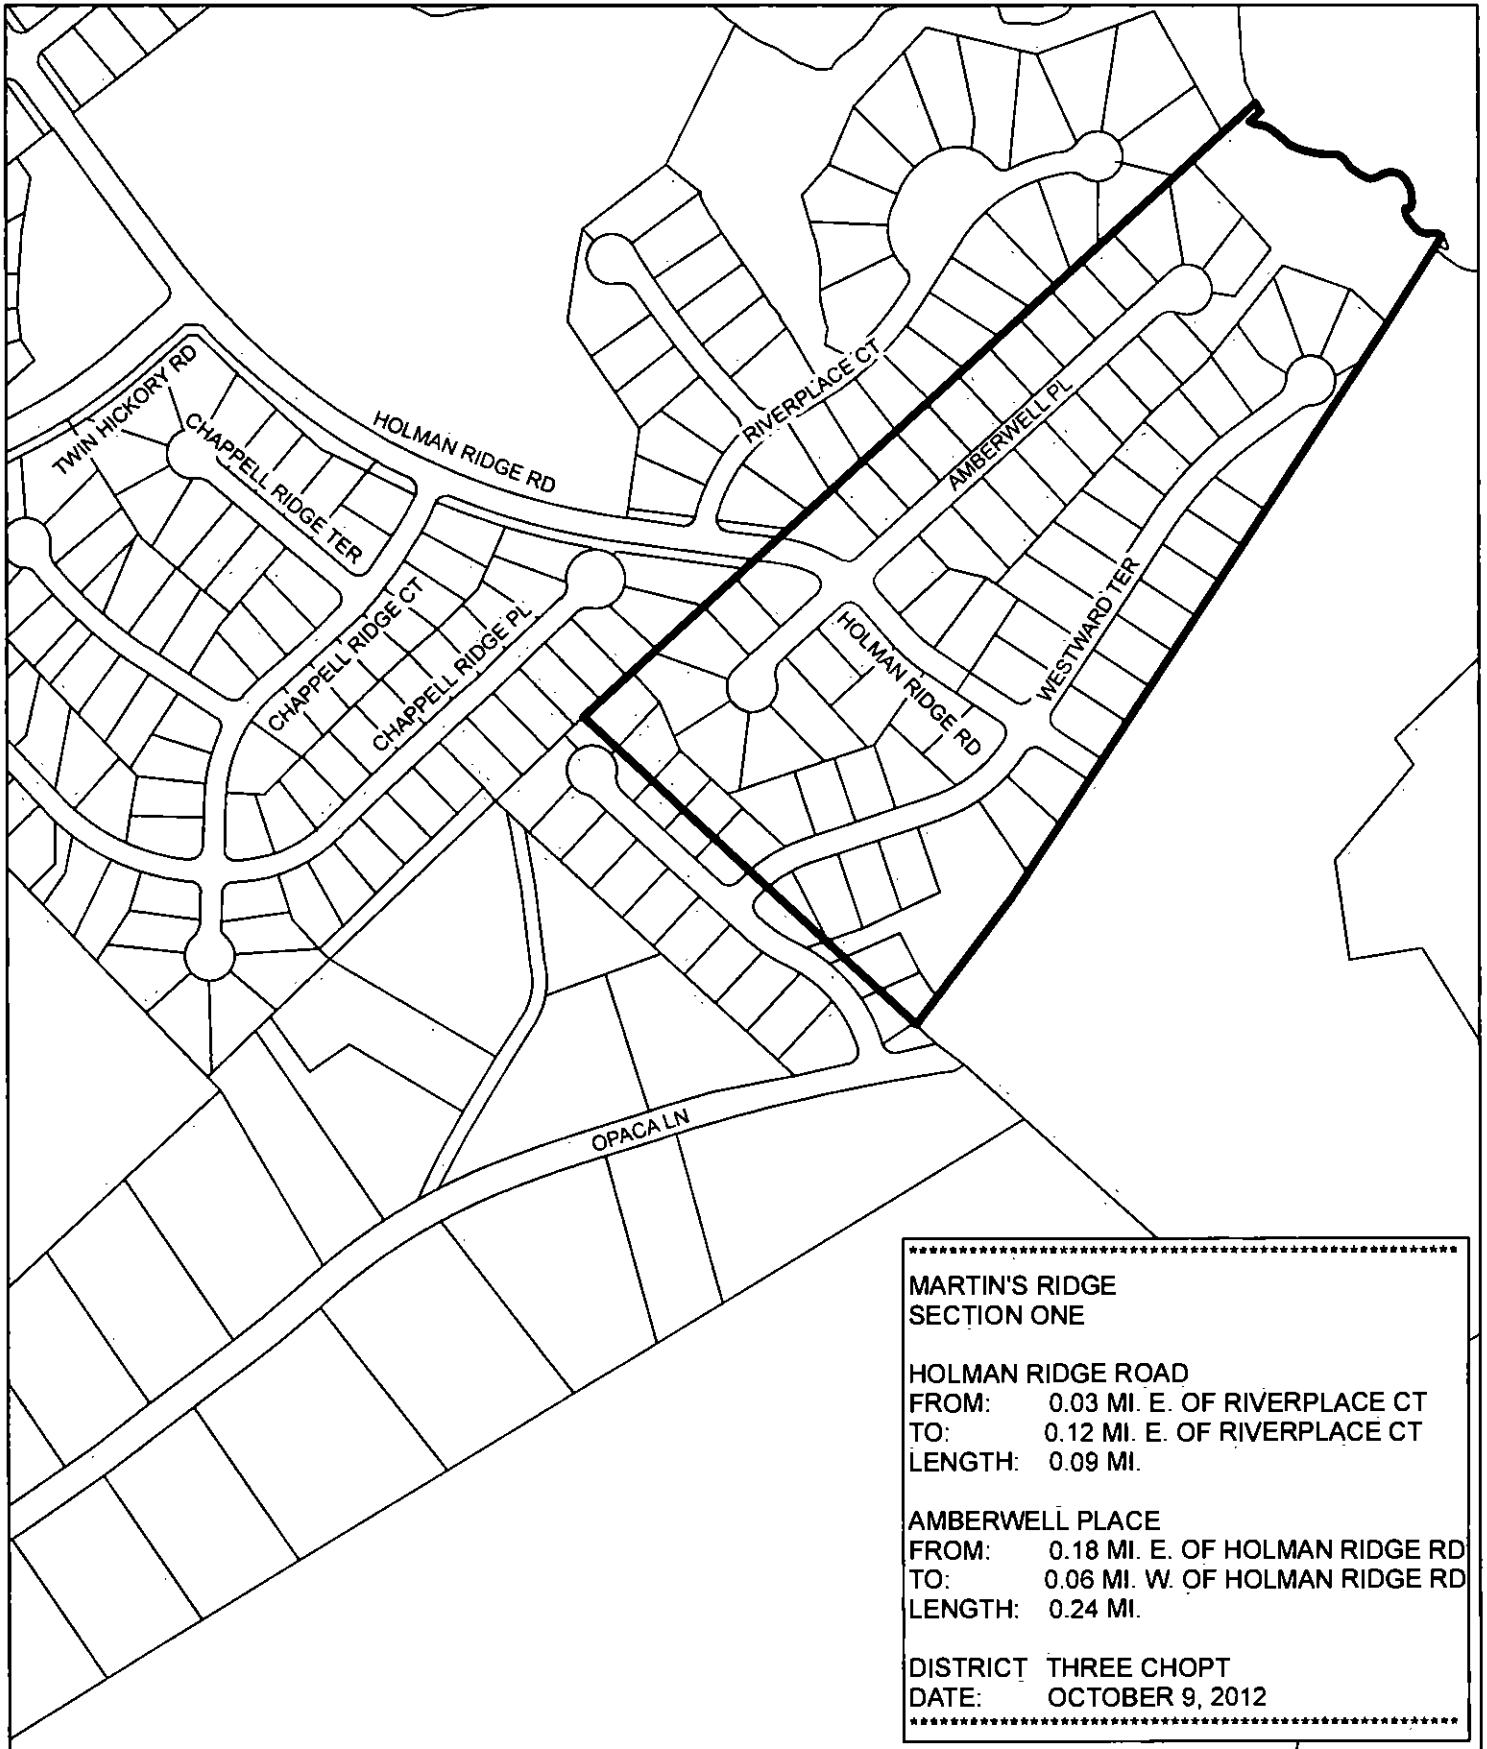 RIVERPLACE CT
TWIN HICKORY RD
CHAPPELL RIDGE TER
HOLMAN RIDGE RD
AMBERWELL PL
CHAPPELL RIDGE CT
CHAPPELL RIDGE PL
HOLMAN RIDGE RD
WESTWARD TER
OPACA LN
MARTIN'S RIDGE
SECTION ONE
HOLMAN RIDGE ROAD
FROM: 0.03 MI. E. OF RIVERPLACE CT
TO: 0.12 MI. E. OF RIVERPLACE CT
LENGTH: 0.09 MI.
AMBERWELL PLACE
FROM: 0.18 MI. E. OF HOLMAN RIDGE RD
TO: 0.06 MI. W. OF HOLMAN RIDGE RD
LENGTH: 0.24 MI.
DISTRICT THREE CHOPT
DATE: OCTOBER 9, 2012